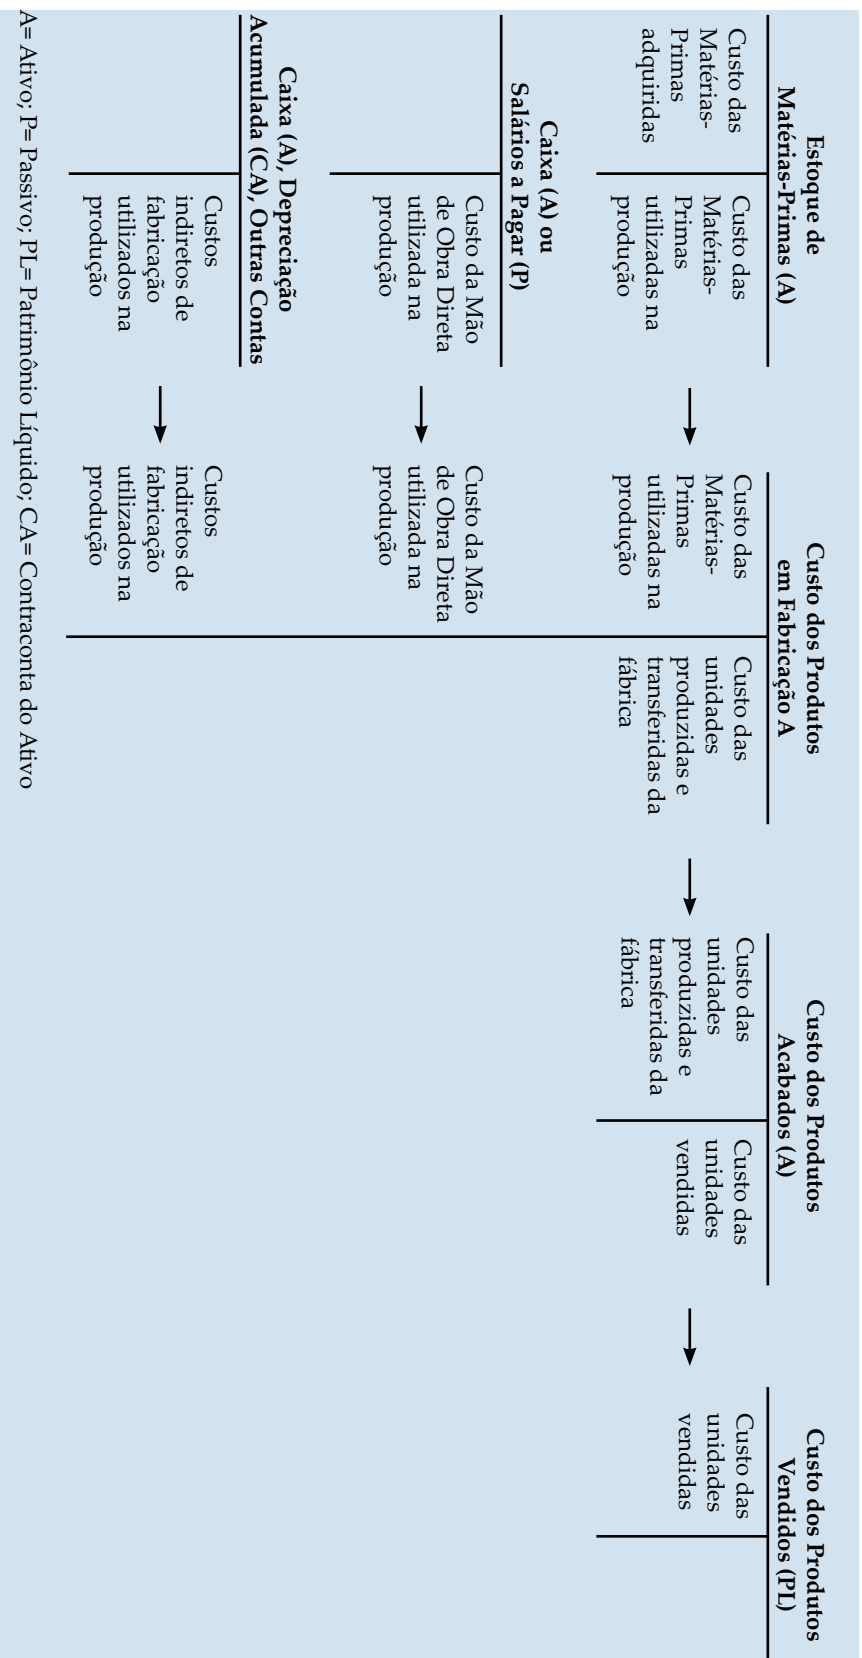 Estoque de
Matérias-Primas (A)
Custo das
Matérias-
Primas
adquiridas
Custo das
Matérias-
Primas
utilizadas na
produção
Custo dos Produtos
em Fabricação A
Custo das
Matérias-
Primas
utilizadas na
produção
Custo das
unidades
produzidas e
transferidas da
fábrica
Custo dos Produtos
Acabados (A)
Custo das
unidades
produzidas e
transferidas da
fábrica
Custo das
unidades
vendidas
Custo dos Produtos
Vendidos (PL)
Custo das
unidades
vendidas
Caixa (A) ou
Salários a Pagar (P)
Custo da Mão
de Obra Direta
utilizada na
produção
Custo da Mão
de Obra Direta
utilizada na
produção
Caixa (A), Depreciação
Acumulada (CA), Outras Contas
Custos
indiretos de
fabricação
utilizados na
produção
Custos
indiretos de
fabricação
utilizados na
produção
A= Ativo; P= Passivo; PL= Patrimônio Líquido; CA= Contraconta do Ativo